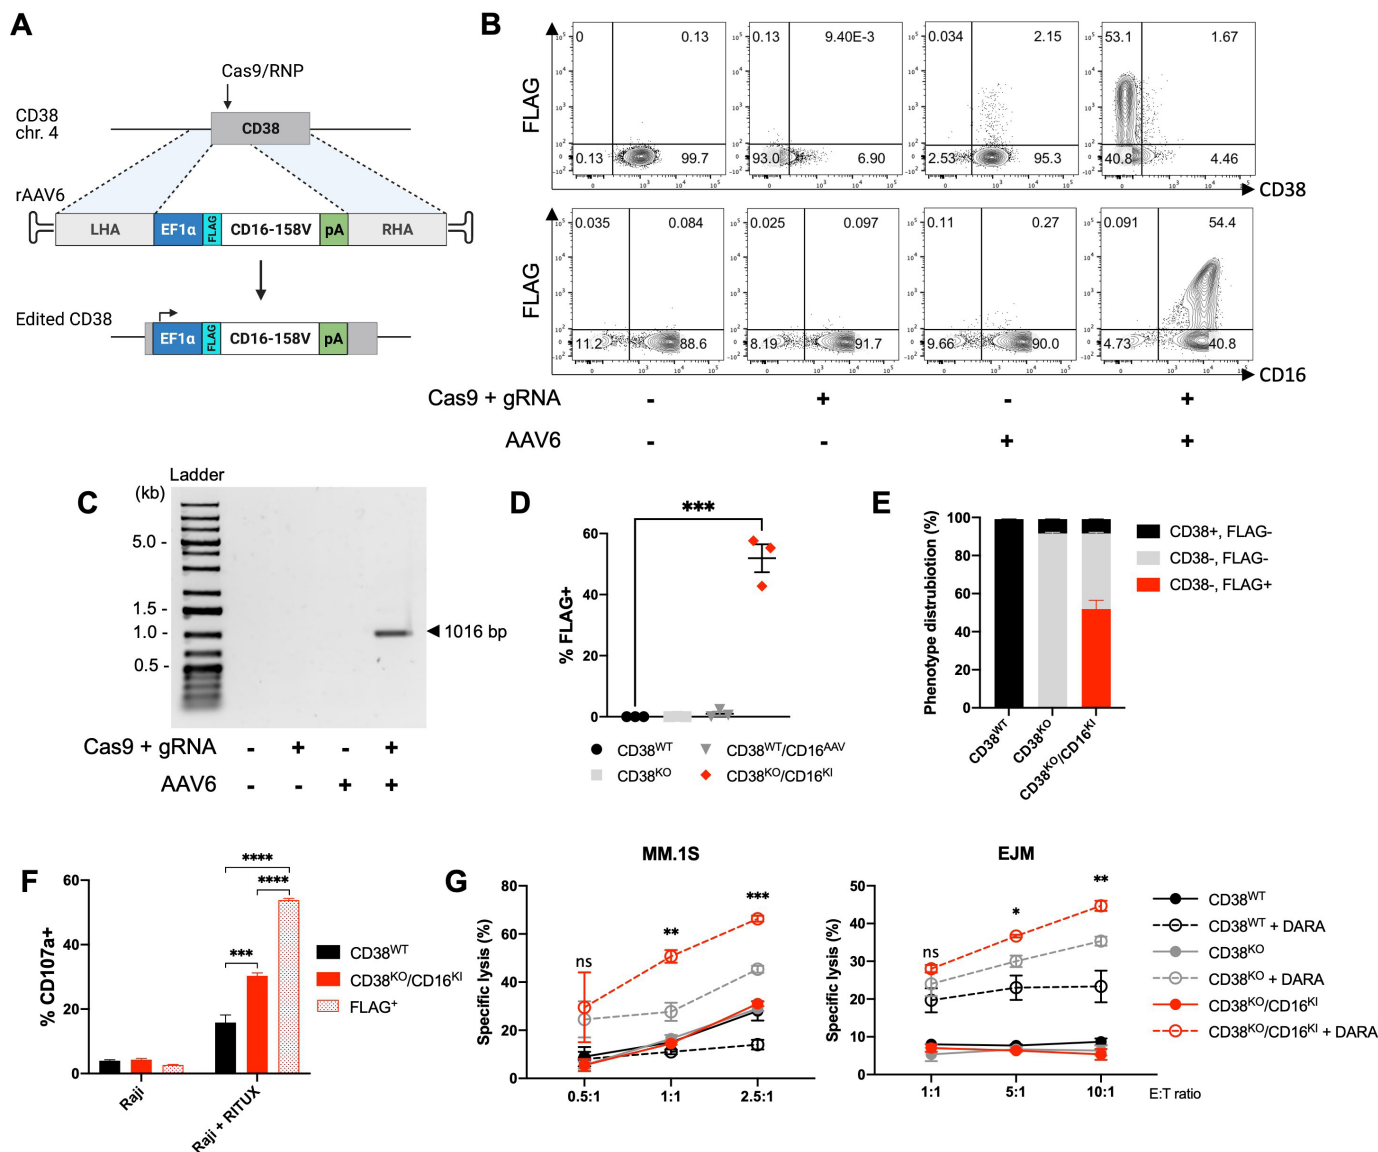 A
Cas9/RNP
CD38
chr. 4
CD38
rAAV6
LHA
EF1α
FLAG
CD16-158V
pA
RHA
Edited CD38
EF1α
FLAG
CD16-158V
pA
B
FLAG
10⁵
10⁴
10³
10²
0
-10²
0 0.13
0.13 99.7
0.13 9.40E-3
93.0 6.90
0.034 2.15
2.53 95.3
53.1 1.67
40.8 4.46
0 10³ 10⁴ 10⁵
CD38
FLAG
0.035 0.084
11.2 88.6
0.025 0.097
8.19 91.7
0.11 0.27
9.66 90.0
0.091 54.4
4.73 40.8
CD16
Cas9 + gRNA - + - +
AAV6 - - + +
C
Ladder
(kb)
5.0 -
1.5 -
1.0 -
0.5 -
1016 bp
Cas9 + gRNA - + - +
AAV6 - - + +
D
***
% FLAG+
60
40
20
0
CD38WT
CD38KO
CD38WT/CD16AAV
CD38KO/CD16KI
E
Phenotype distrubiotion (%)
100
80
60
40
20
0
CD38WT
CD38KO
CD38KO/CD16KI
CD38+, FLAG-
CD38-, FLAG-
CD38-, FLAG+
F
% CD107a+
60
40
20
0
****
****
***
Raji
Raji + RITUX
CD38WT
CD38KO/CD16KI
FLAG+
G
MM.1S
Specific lysis (%)
80
60
40
20
0
ns
**
***
0.5:1 1:1 2.5:1
EJM
Specific lysis (%)
50
40
30
20
10
0
ns
*
**
1:1 5:1 10:1
E:T ratio
CD38WT
CD38WT + DARA
CD38KO
CD38KO + DARA
CD38KO/CD16KI
CD38KO/CD16KI + DARA